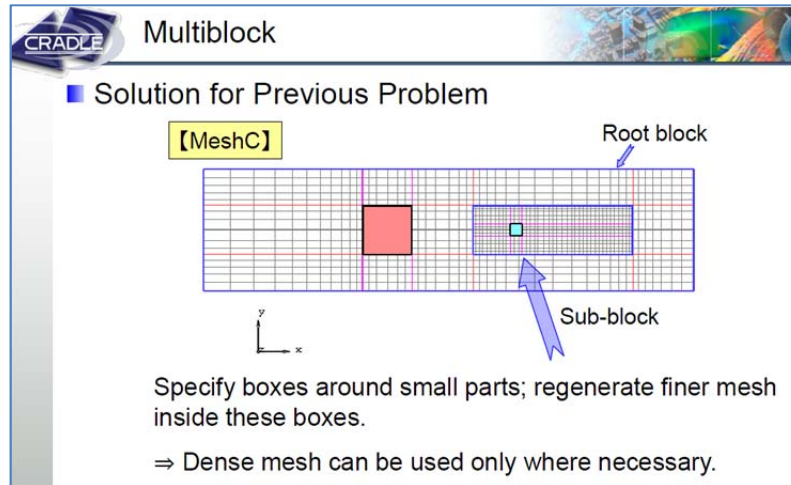 CRADLE
Multiblock
Solution for Previous Problem
【MeshC】
Root block
Sub-block
y
x
Specify boxes around small parts; regenerate finer mesh
inside these boxes.
⇒ Dense mesh can be used only where necessary.